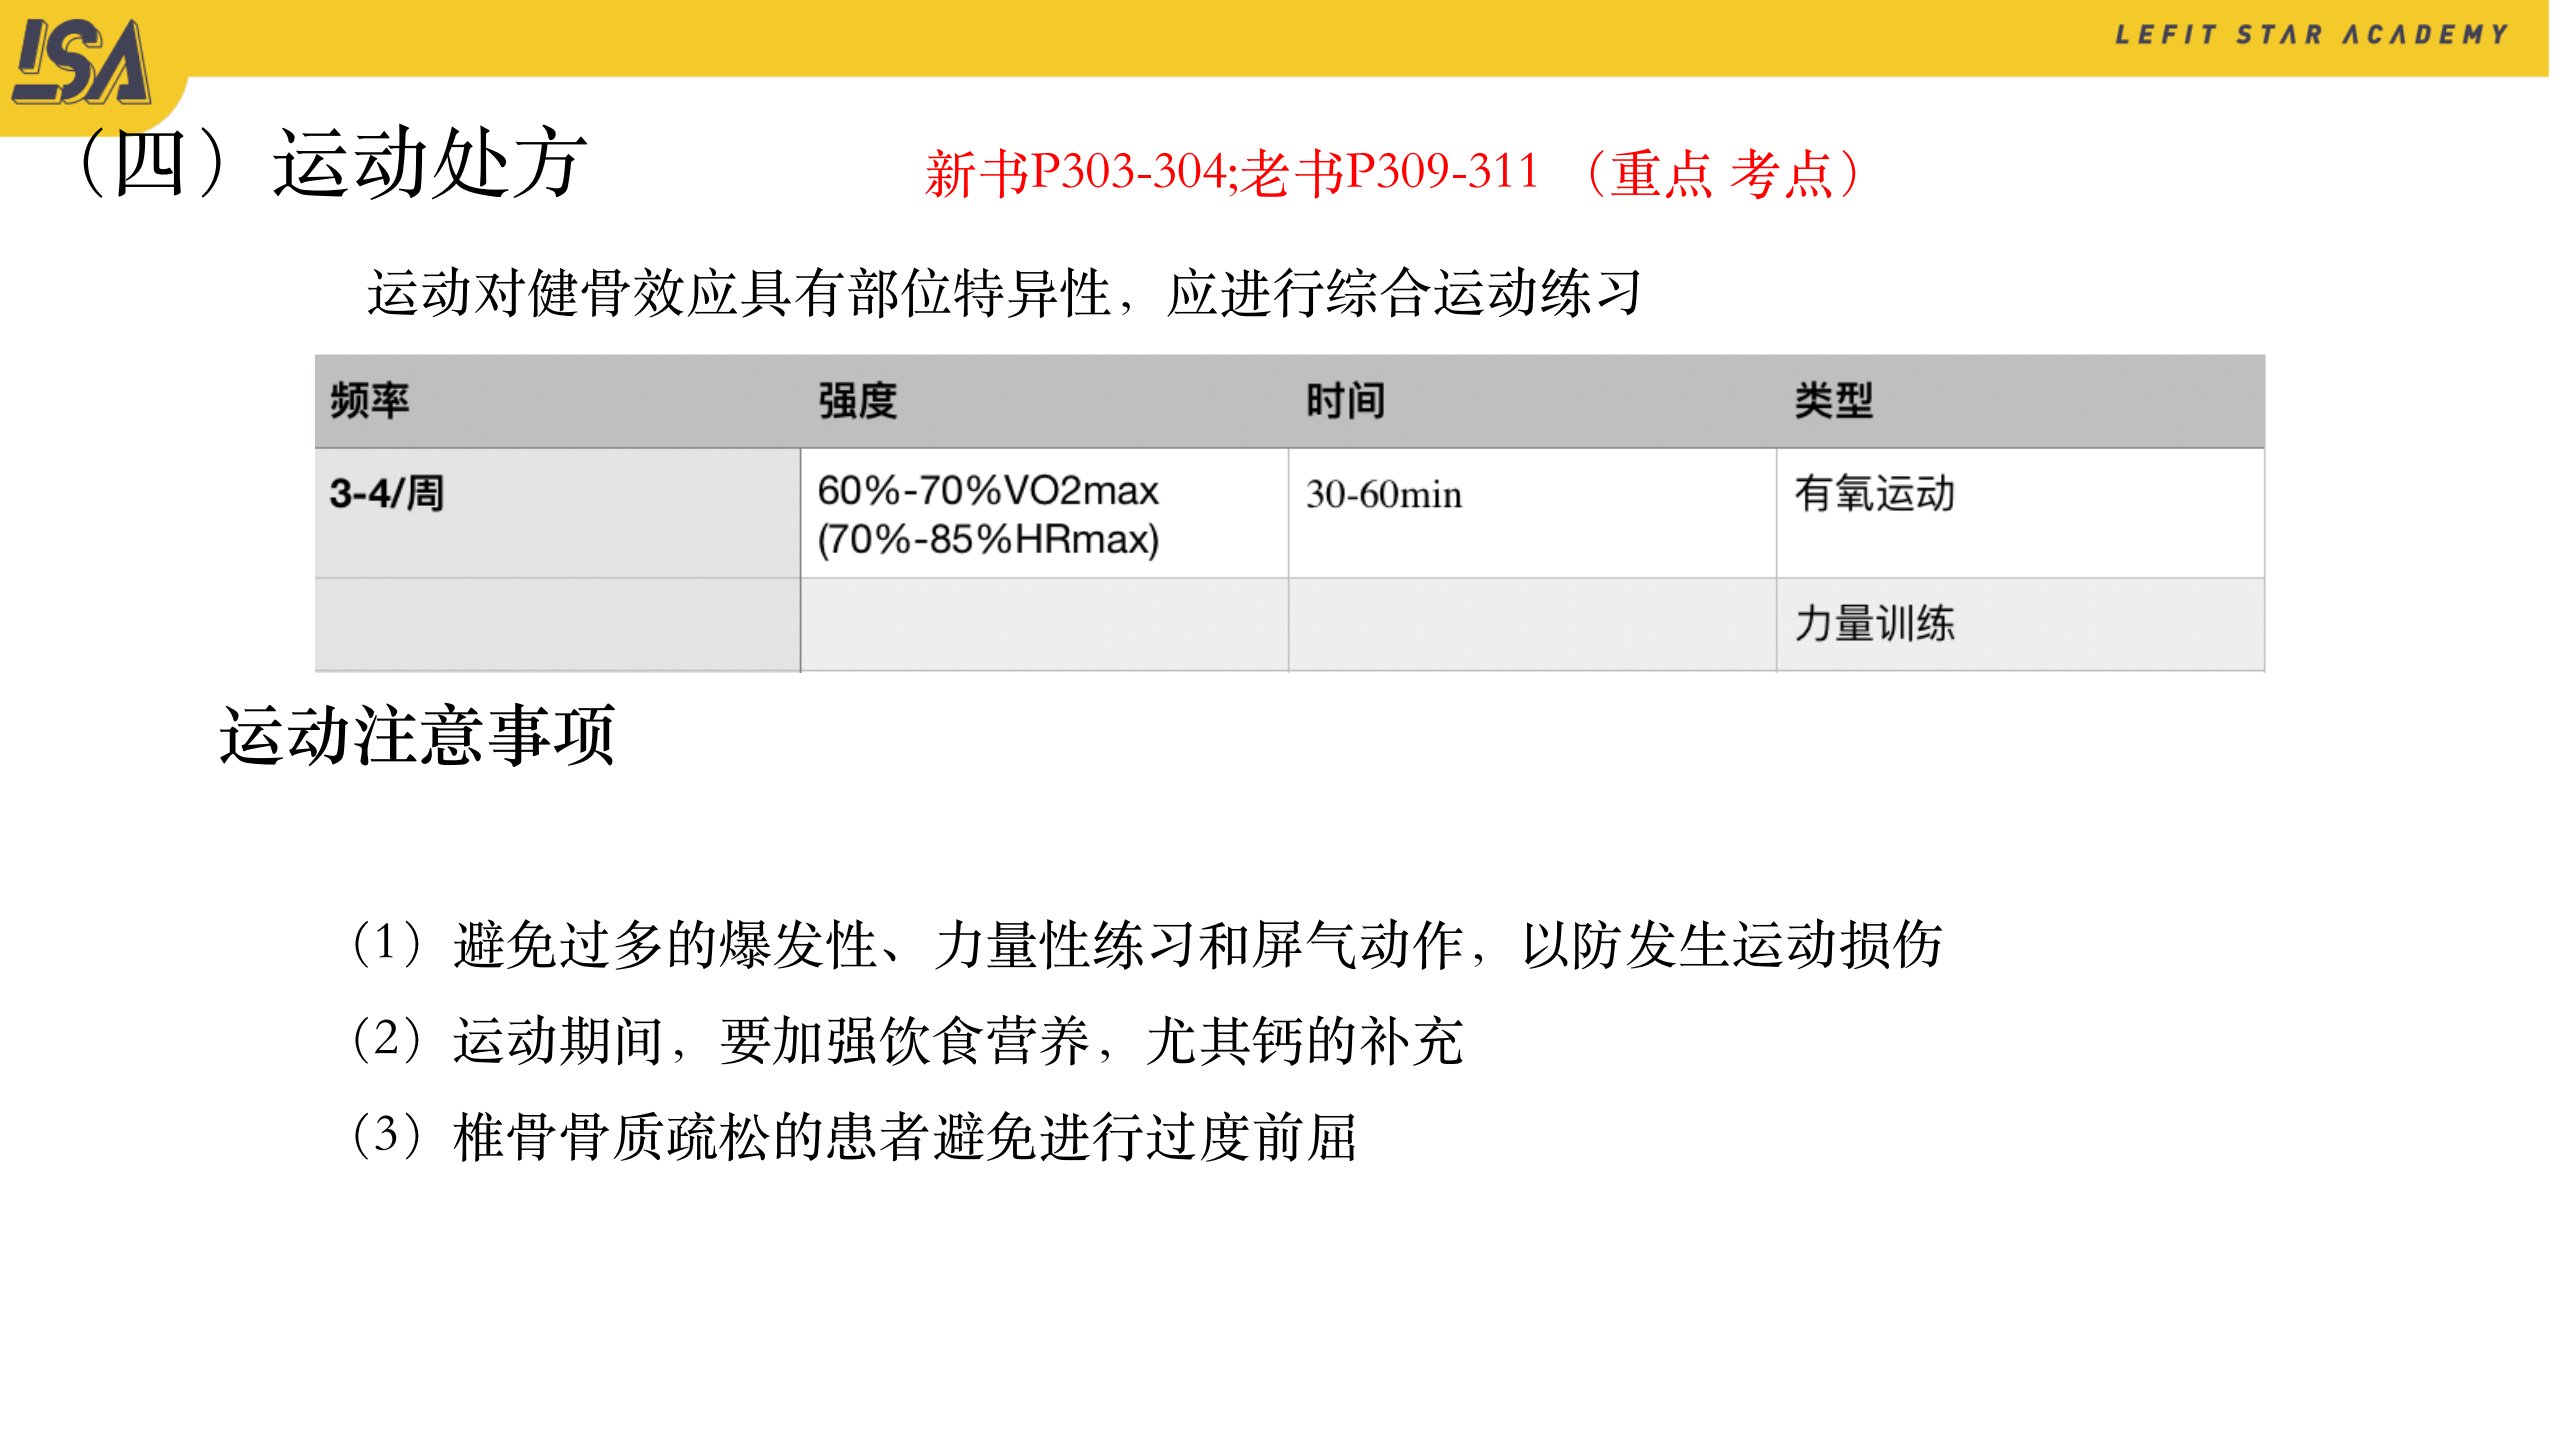 LSA
LEFIT STAR ACADEMY
（四）运动处方
新书P303-304;老书P309-311 （重点 考点）
运动对健骨效应具有部位特异性，应进行综合运动练习
频率 强度 时间 类型
3-4/周 60%-70%VO2max 30-60min 有氧运动
(70%-85%HRmax)
力量训练
运动注意事项
（1）避免过多的爆发性、力量性练习和屏气动作，以防发生运动损伤
（2）运动期间，要加强饮食营养，尤其钙的补充
（3）椎骨骨质疏松的患者避免进行过度前屈